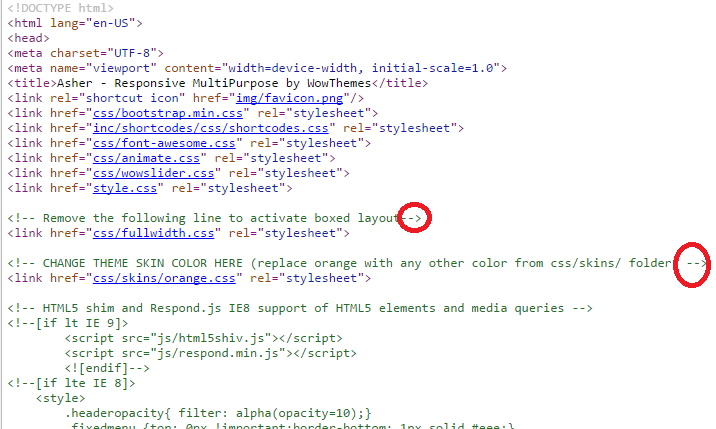 <!DOCTYPE html>
<html lang="en-US">
<head>
<meta charset="UTF-8">
<meta name="viewport" content="width=device-width, initial-scale=1.0">
<title>Asher - Responsive MultiPurpose by WowThemes</title>
<link rel="shortcut icon" href="img/favicon.png"/>
<link href="css/bootstrap.min.css" rel="stylesheet">
<link href="inc/shortcodes/css/shortcodes.css" rel="stylesheet">
<link href="css/font-awesome.css" rel="stylesheet">
<link href="css/animate.css" rel="stylesheet">
<link href="css/wowslider.css" rel="stylesheet">
<link href="style.css" rel="stylesheet">
<!-- Remove the following line to activate boxed layout-->
<link href="css/fullwidth.css" rel="stylesheet">
<!-- CHANGE THEME SKIN COLOR HERE (replace orange with any other color from css/skins/ folder -->
<link href="css/skins/orange.css" rel="stylesheet">
<!-- HTML5 shim and Respond.js IE8 support of HTML5 elements and media queries -->
<!--[if lt IE 9]>
<script src="js/html5shiv.js"></script>
<script src="js/respond.min.js"></script>
<![endif]-->
<!--[if lte IE 8]>
<style>
.headeropacity{ filter: alpha(opacity=10);}
.fixedmenu {top: 0px !important;border-bottom: 1px solid #eee;}